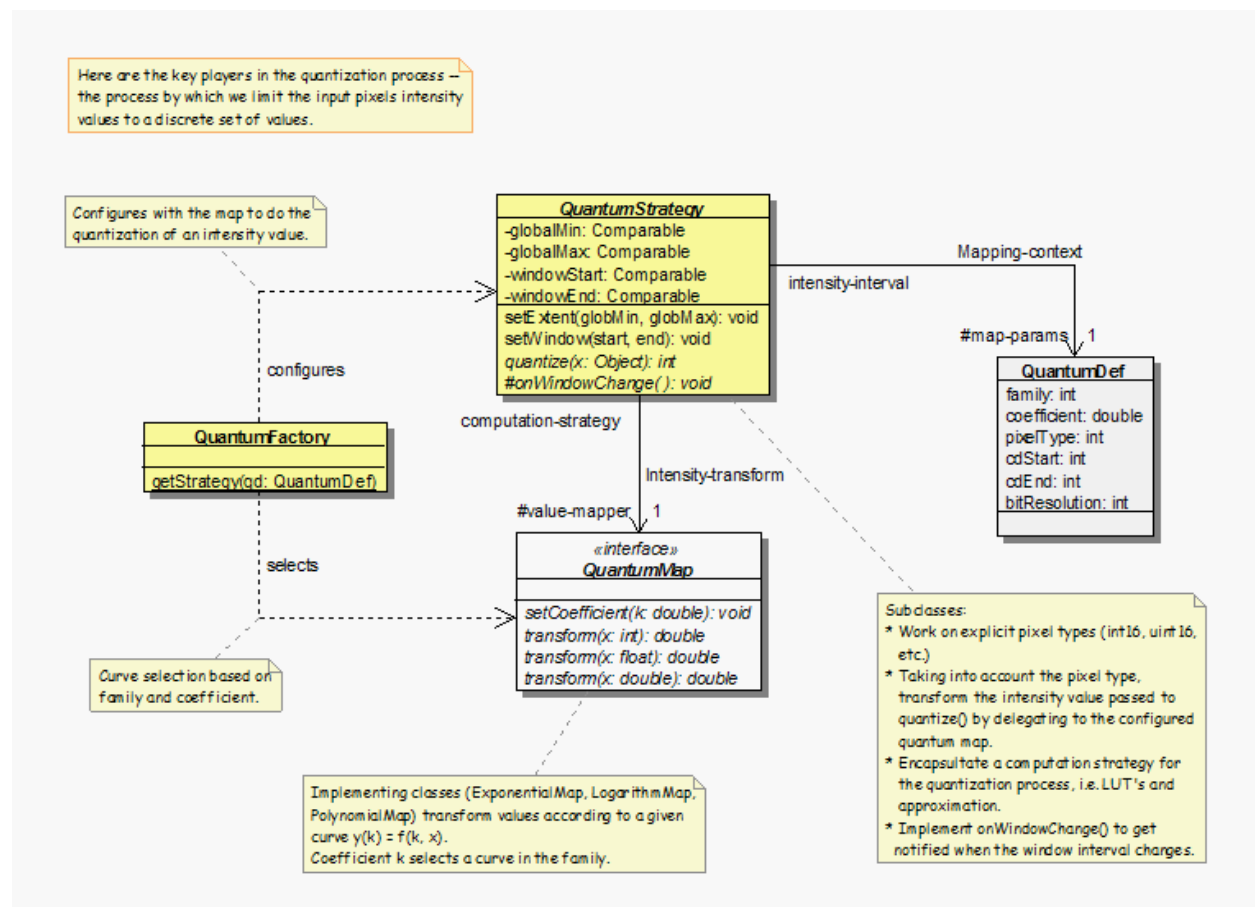 Here are the key players in the quantization process --
the process by which we limit the input pixels intensity
values to a discrete set of values.
Configures with the map to do the
quantization of an intensity value.
QuantumStrategy
-globalMin: Comparable
-globalMax: Comparable
-windowStart: Comparable
-windowEnd: Comparable
setExtent(globMin, globMax): void
setWindow(start, end): void
quantize(x: Object): int
#onWindowChange( ): void
Mapping-context
intensity-interval
#map-params
1
QuantumDef
family: int
coefficient: double
pixelType: int
cdStart: int
cdEnd: int
bitResolution: int
configures
computation-strategy
QuantumFactory
getStrategy(qd: QuantumDef)
Intensity-transform
#value-mapper
1
selects
«interface»
QuantumMap
setCoefficient(k: double): void
transform(x: int): double
transform(x: float): double
transform(x: double): double
Curve selection based on
family and coefficient.
Subclasses:
* Work on explicit pixel types (int16, uint16,
etc.)
* Taking into account the pixel type,
transform the intensity value passed to
quantize() by delegating to the configured
quantum map.
* Encapsultate a computation strategy for
the quantization process, i.e. LUT's and
approximation.
* Implement onWindowChange() to get
notified when the window interval changes.
Implementing classes (ExponentialMap, LogarithmMap,
PolynomialMap) transform values according to a given
curve y(k) = f(k, x).
Coefficient k selects a curve in the family.